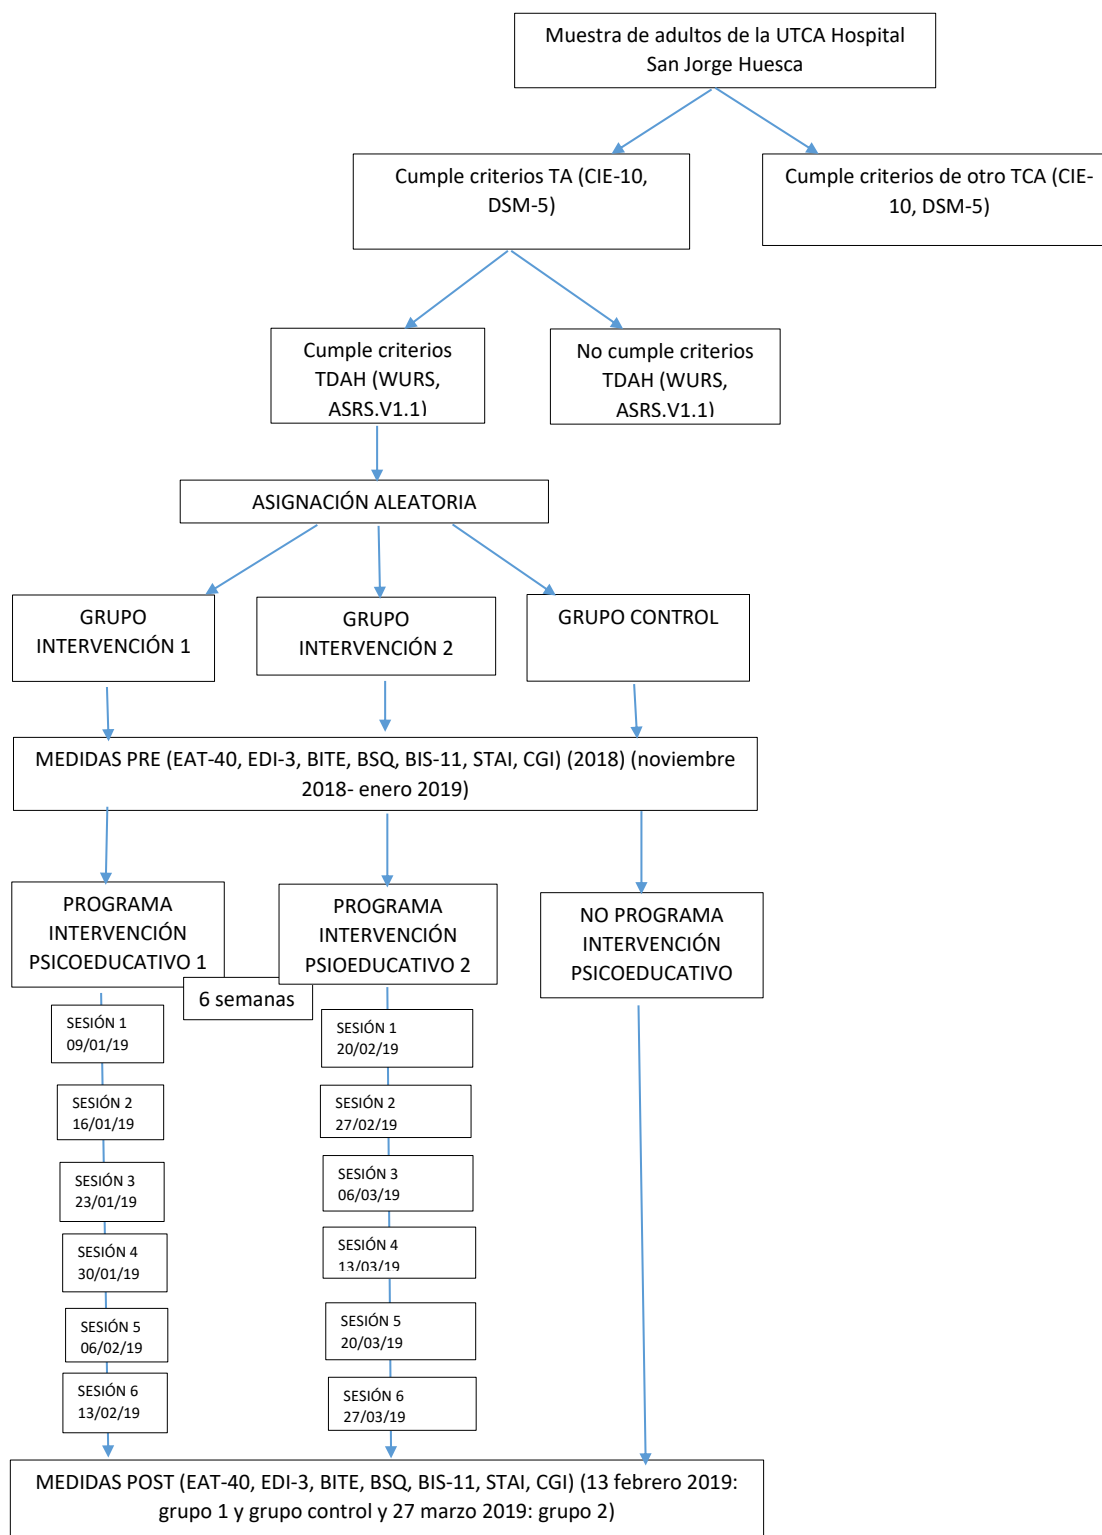 Muestra de adultos de la UTCA Hospital
San Jorge Huesca
Cumple criterios TA (CIE-10,
DSM-5)
Cumple criterios de otro TCA (CIE-
10, DSM-5)
Cumple criterios
TDAH (WURS,
ASRS.V1.1)
No cumple criterios
TDAH (WURS,
ASRS.V1.1)
ASIGNACIÓN ALEATORIA
GRUPO
INTERVENCIÓN 1
GRUPO
INTERVENCIÓN 2
GRUPO CONTROL
MEDIDAS PRE (EAT-40, EDI-3, BITE, BSQ, BIS-11, STAI, CGI) (2018) (noviembre
2018- enero 2019)
PROGRAMA
INTERVENCIÓN
PSICOEDUCATIVO 1
PROGRAMA
INTERVENCIÓN
PSIOEDUCATIVO 2
NO PROGRAMA
INTERVENCIÓN
PSICOEDUCATIVO
6 semanas
SESIÓN 1
09/01/19
SESIÓN 2
16/01/19
SESIÓN 3
23/01/19
SESIÓN 4
30/01/19
SESIÓN 5
06/02/19
SESIÓN 6
13/02/19
SESIÓN 1
20/02/19
SESIÓN 2
27/02/19
SESIÓN 3
06/03/19
SESIÓN 4
13/03/19
SESIÓN 5
20/03/19
SESIÓN 6
27/03/19
MEDIDAS POST (EAT-40, EDI-3, BITE, BSQ, BIS-11, STAI, CGI) (13 febrero 2019:
grupo 1 y grupo control y 27 marzo 2019: grupo 2)